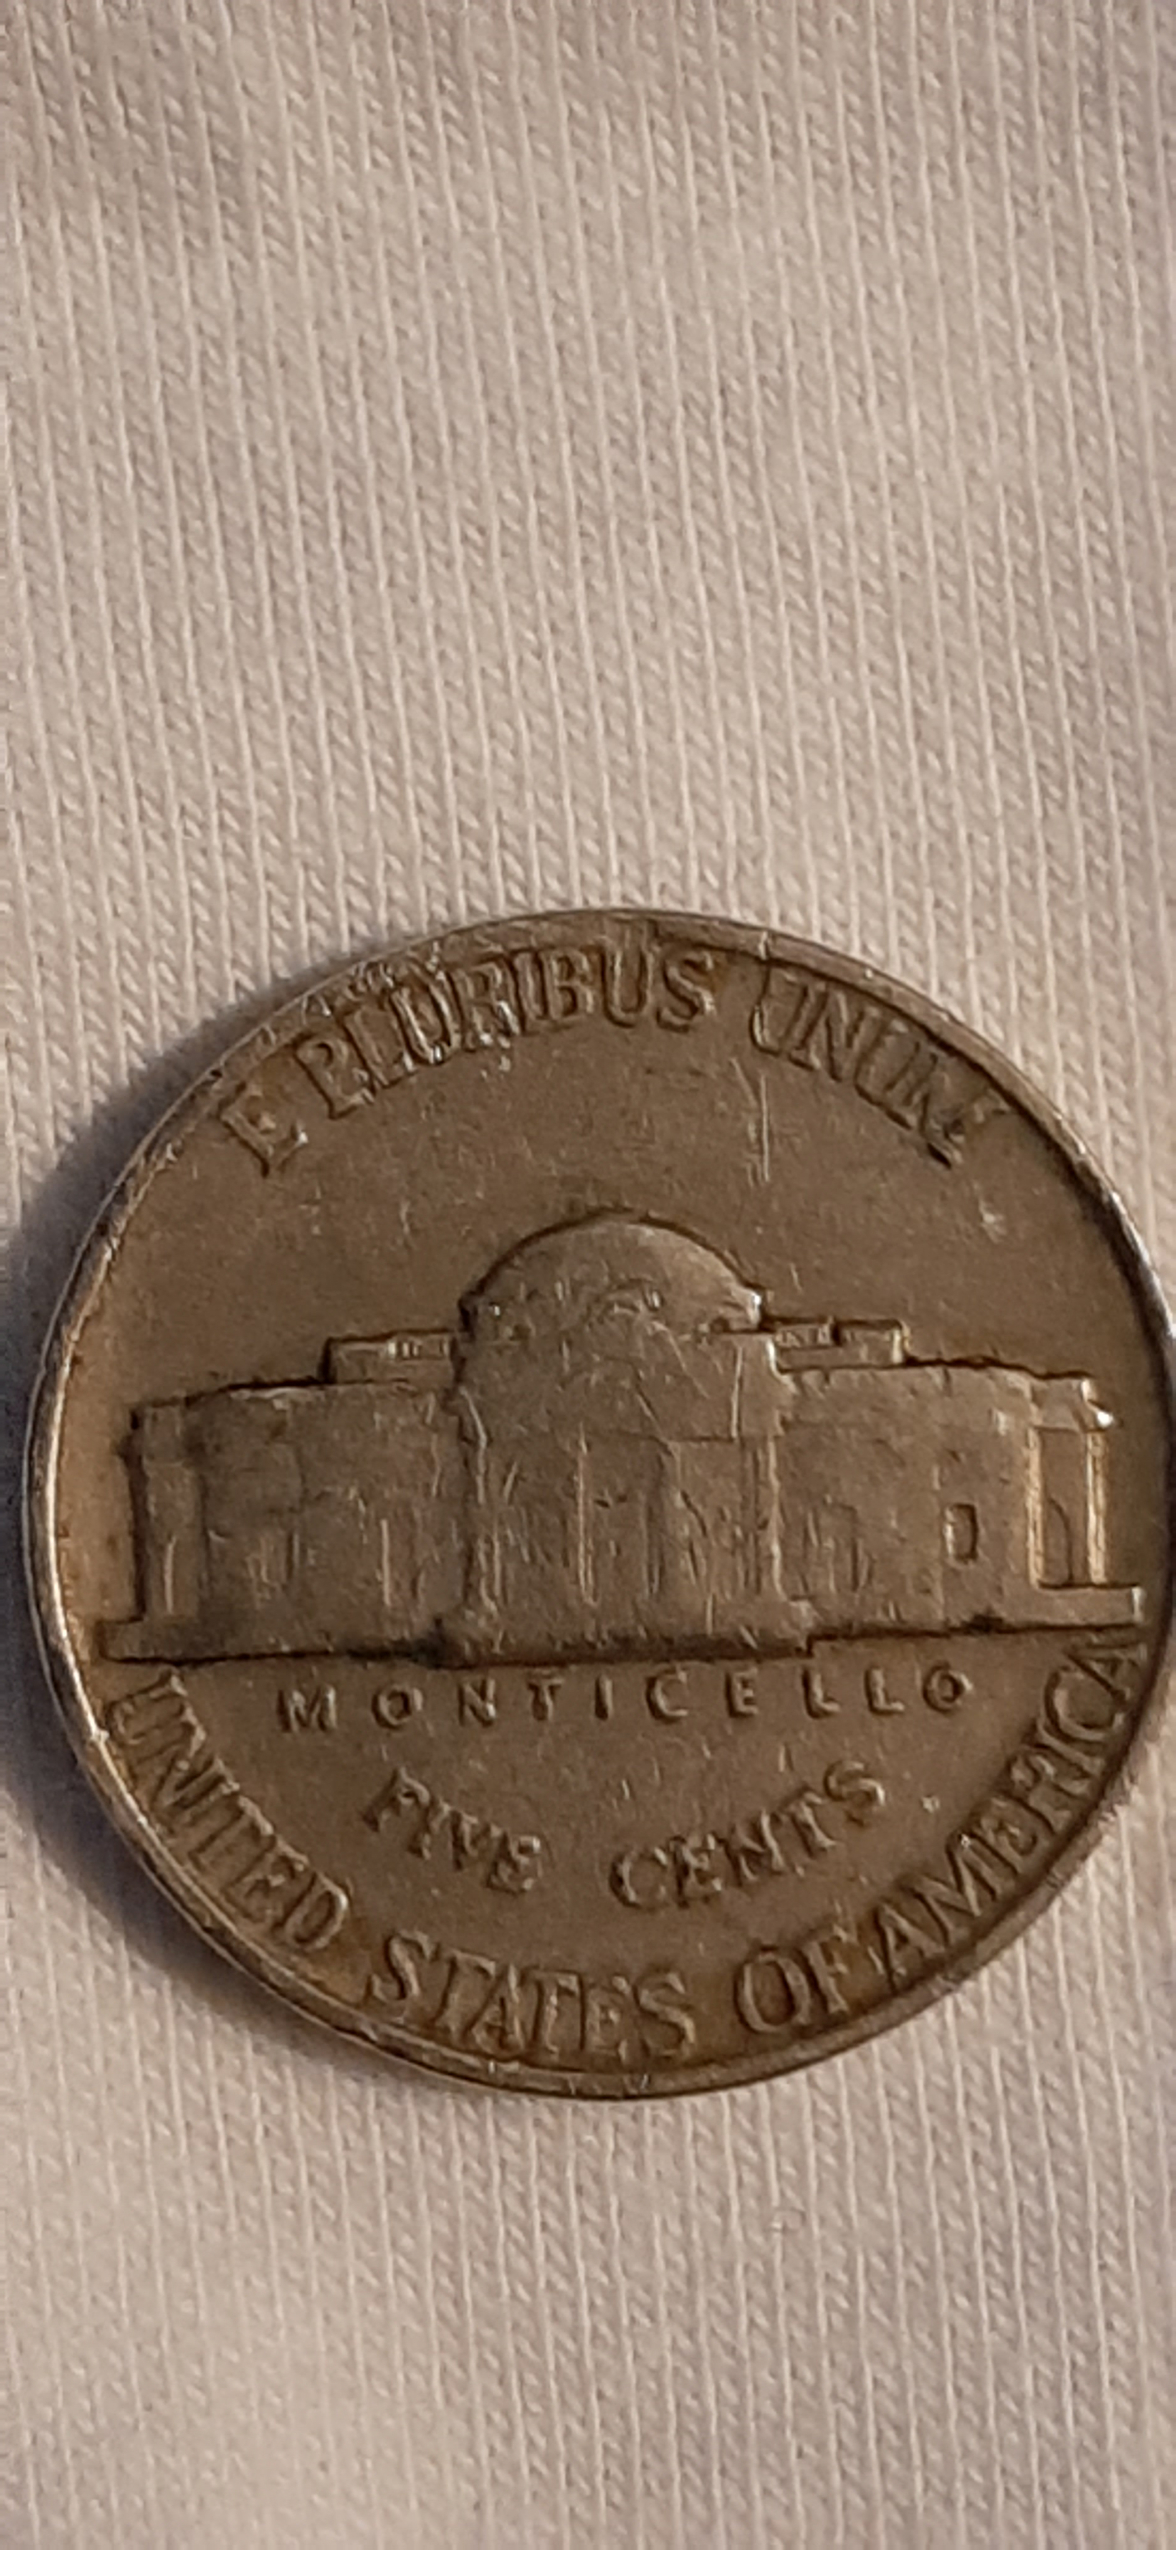 E PLURIBUS UNUM
MONTICELLO
FIVE CENTS
UNITED STATES OF AMERICA